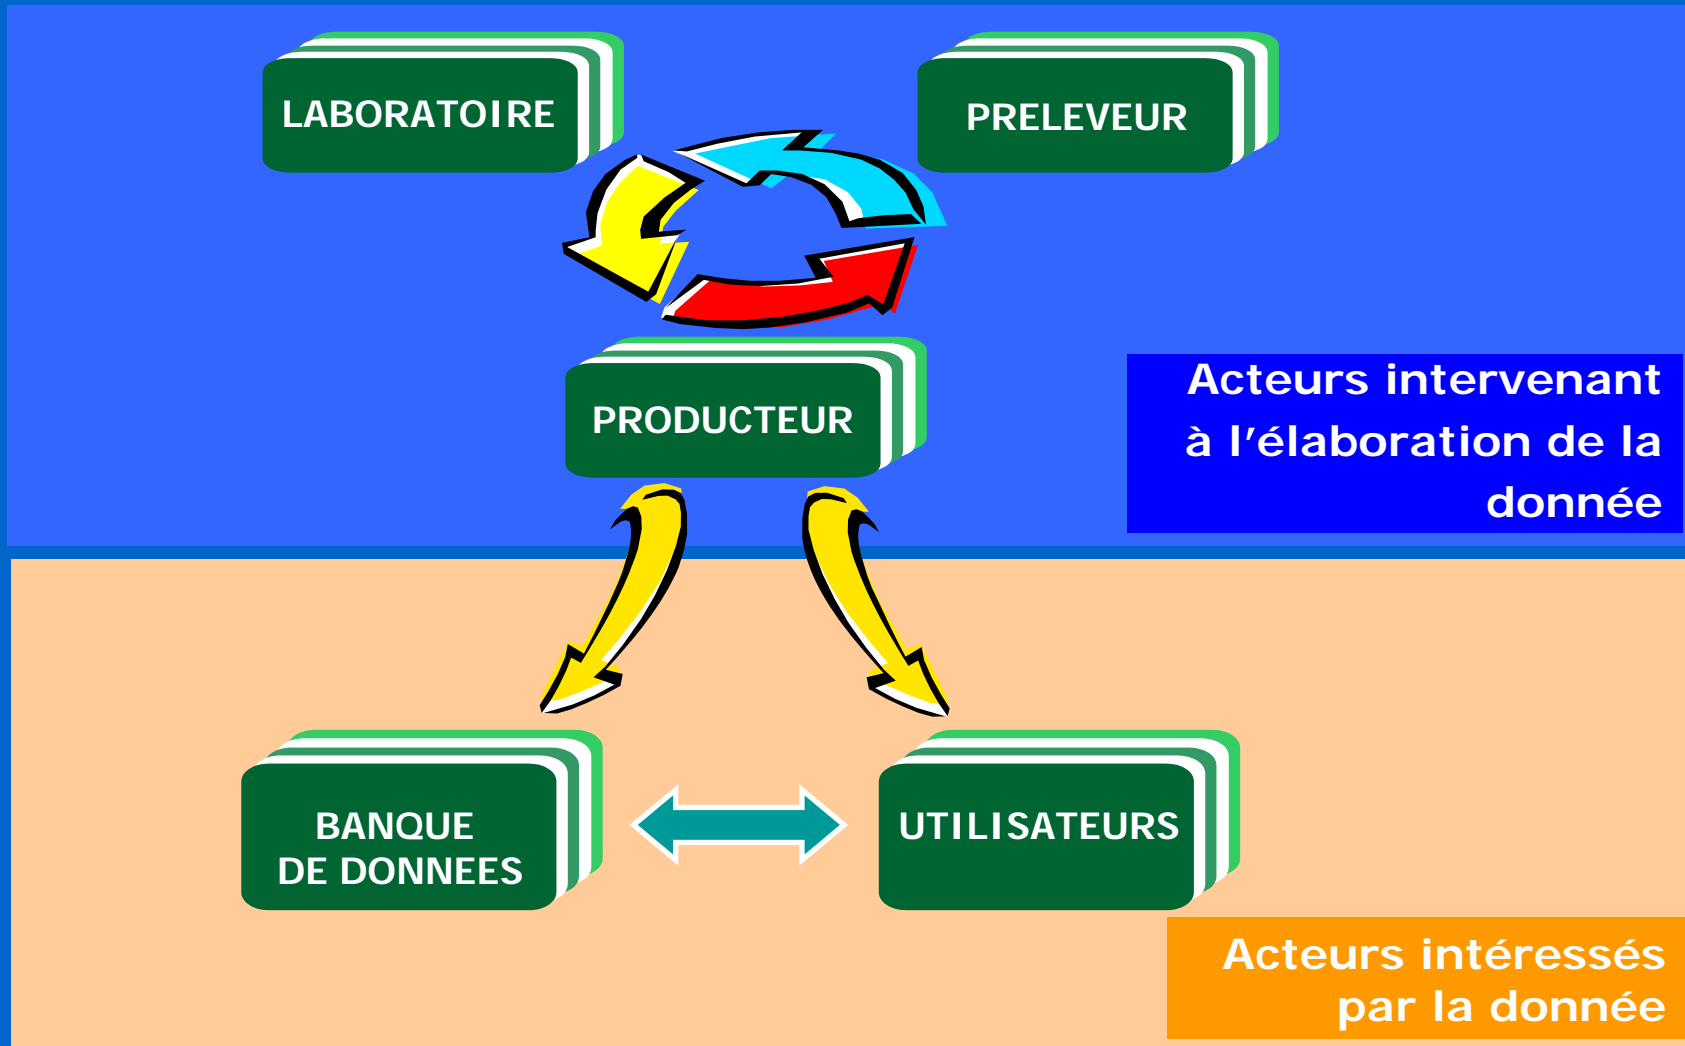 LABORATOIRE
PRELEVEUR
PRODUCTEUR
Acteurs intervenant
à l’élaboration de la
donnée
BANQUE
DE DONNEES
UTILISATEURS
Acteurs intéressés
par la donnée